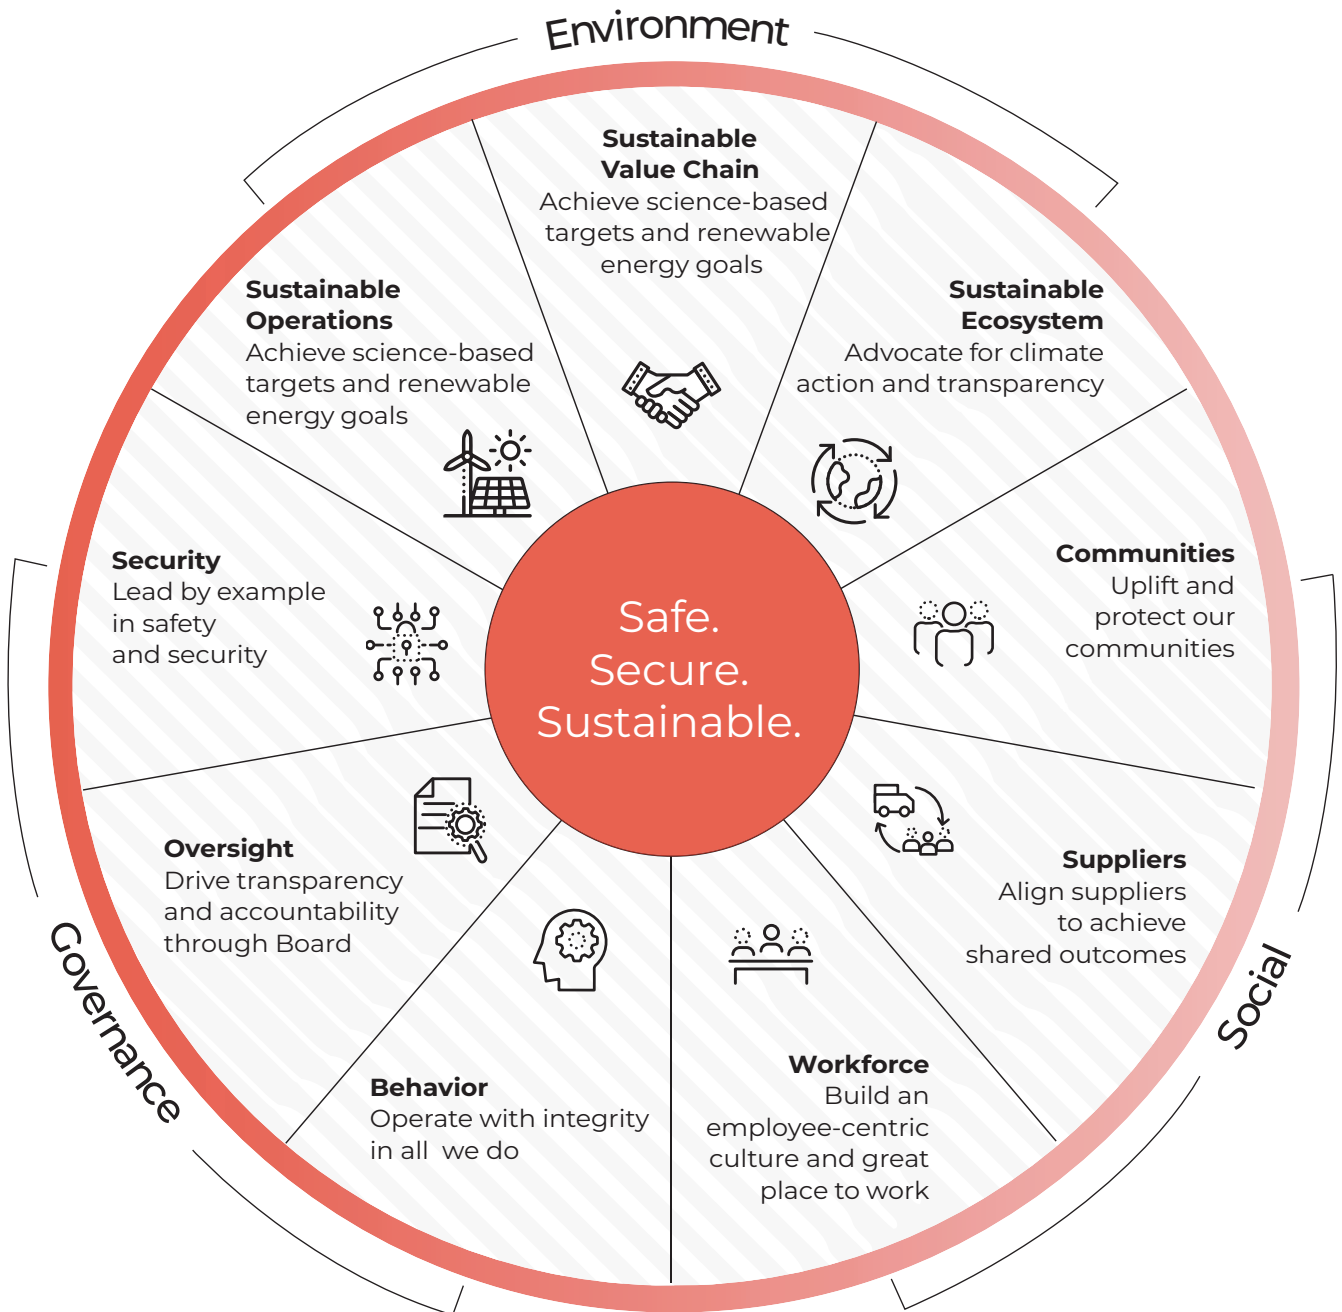 Environment
Sustainable
Value Chain
Achieve science-based
targets and renewable
energy goals
Sustainable
Ecosystem
Advocate for climate
action and transparency
Communities
Uplift and
protect our
communities
Suppliers
Align suppliers
to achieve
shared outcomes
Social
Workforce
Build an
employee-centric
culture and great
place to work
Behavior
Operate with integrity
in all we do
Governance
Oversight
Drive transparency
and accountability
through Board
Security
Lead by example
in safety
and security
Sustainable
Operations
Achieve science-based
targets and renewable
energy goals
Safe.
Secure.
Sustainable.